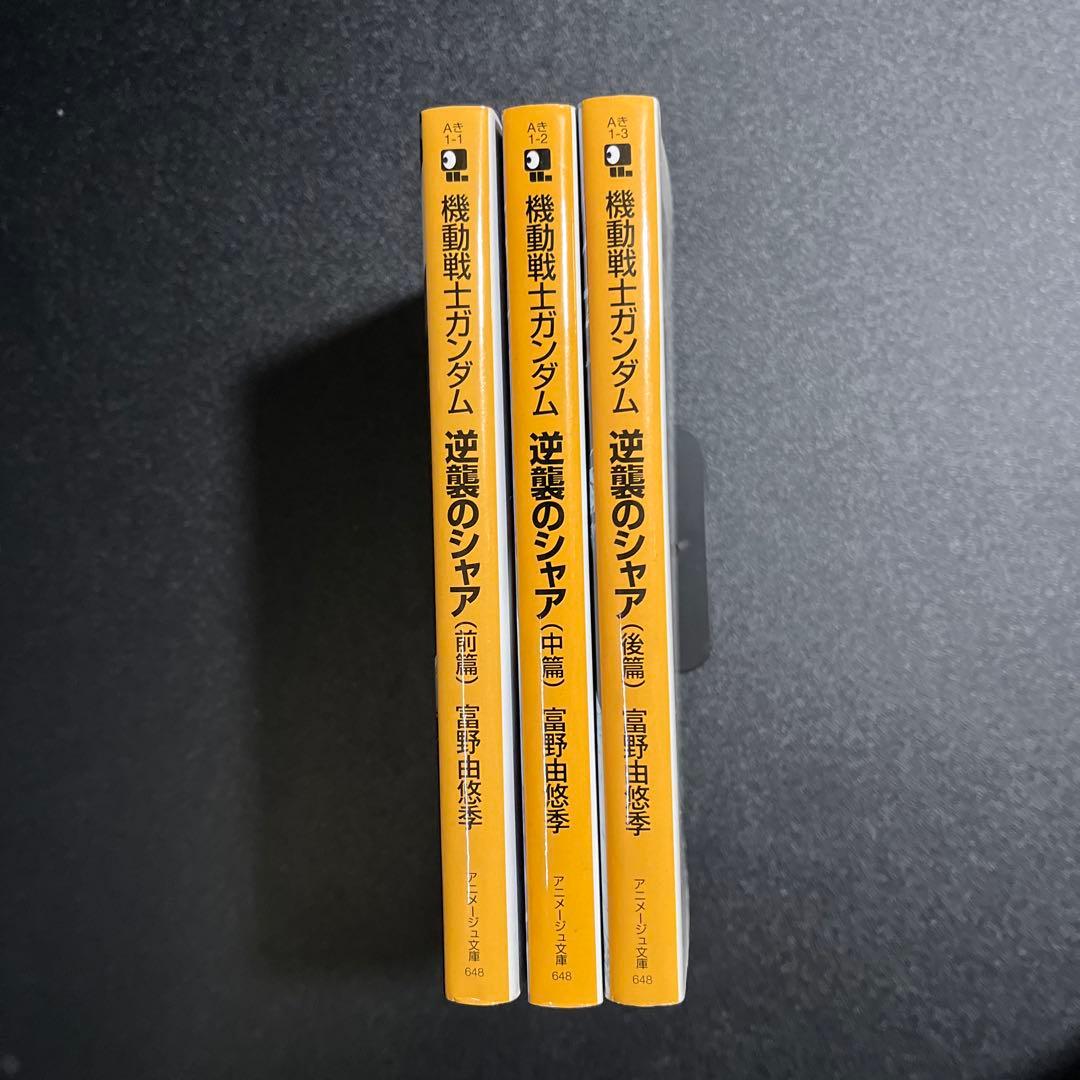 Aき
1-1
機動戦士ガンダム 逆襲のシャア(前篇) 富野由悠季
アニメージュ文庫
648
Aき
1-2
機動戦士ガンダム 逆襲のシャア(中篇) 富野由悠季
アニメージュ文庫
648
Aき
1-3
機動戦士ガンダム 逆襲のシャア(後篇) 富野由悠季
アニメージュ文庫
648